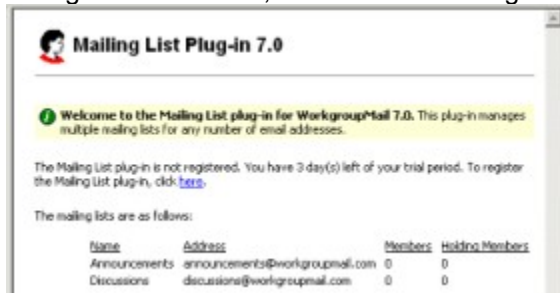 Mailing List Plug-in 7.0
Welcome to the Mailing List plug-in for WorkgroupMail 7.0. This plug-in manages
multiple mailing lists for any number of email addresses.
The Mailing List plug-in is not registered. You have 3 day(s) left of your trial period. To register
the Mailing List plug-in, click here.
The mailing lists are as follows:
Name Address Members Holding Members
Announcements announcements@workgroupmail.com 0 0
Discussions discussions@workgroupmail.com 0 0